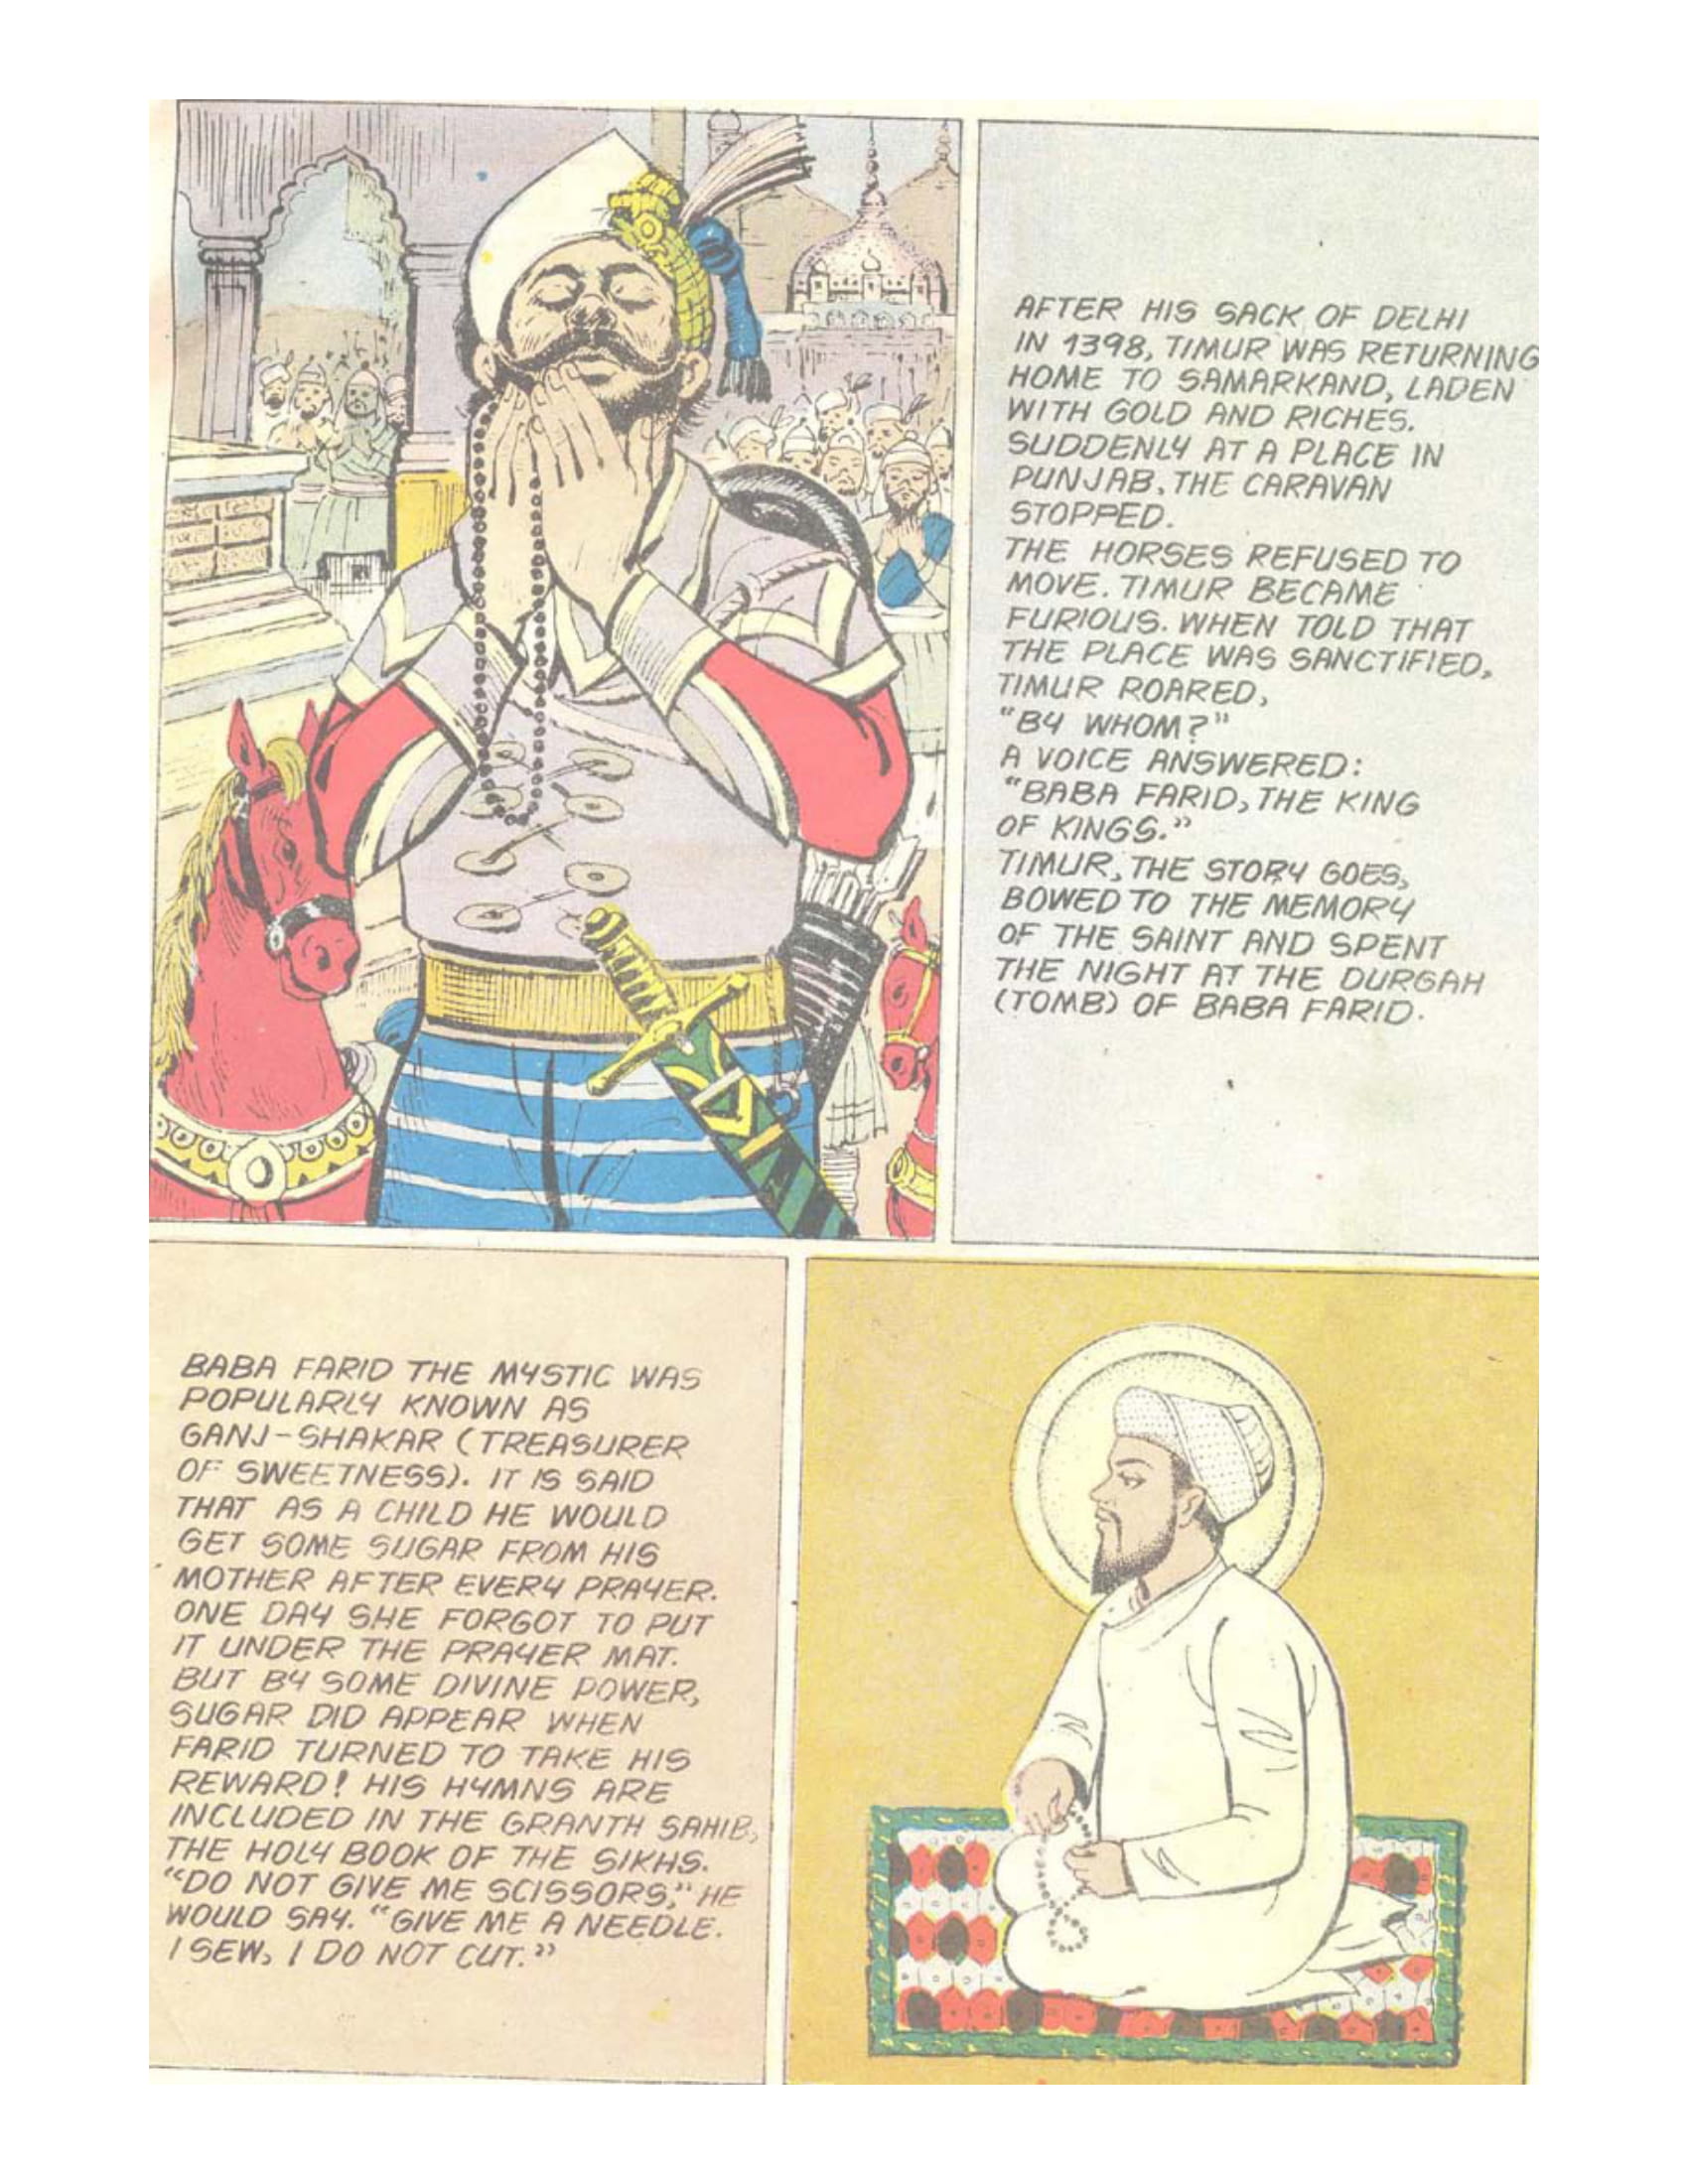 AFTER HIS SACK OF DELHI
IN 1398, TIMUR WAS RETURNING
HOME TO SAMARKAND, LADEN
WITH GOLD AND RICHES.
SUDDENLY AT A PLACE IN
PUNJAB, THE CARAVAN
STOPPED.
THE HORSES REFUSED TO
MOVE. TIMUR BECAME
FURIOUS. WHEN TOLD THAT
THE PLACE WAS SANCTIFIED,
TIMUR ROARED,
"BY WHOM?"
A VOICE ANSWERED:
"BABA FARID, THE KING
OF KINGS."
TIMUR, THE STORY GOES,
BOWED TO THE MEMORY
OF THE SAINT AND SPENT
THE NIGHT AT THE DURGAH
(TOMB) OF BABA FARID.
BABA FARID THE MYSTIC WAS
POPULARLY KNOWN AS
GANJ-SHAKAR (TREASURER
OF SWEETNESS). IT IS SAID
THAT AS A CHILD HE WOULD
GET SOME SUGAR FROM HIS
MOTHER AFTER EVERY PRAYER.
ONE DAY SHE FORGOT TO PUT
IT UNDER THE PRAYER MAT.
BUT BY SOME DIVINE POWER,
SUGAR DID APPEAR WHEN
FARID TURNED TO TAKE HIS
REWARD! HIS HYMNS ARE
INCLUDED IN THE GRANTH SAHIB,
THE HOLY BOOK OF THE SIKHS.
"DO NOT GIVE ME SCISSORS," HE
WOULD SAY. "GIVE ME A NEEDLE.
I SEW, I DO NOT CUT."